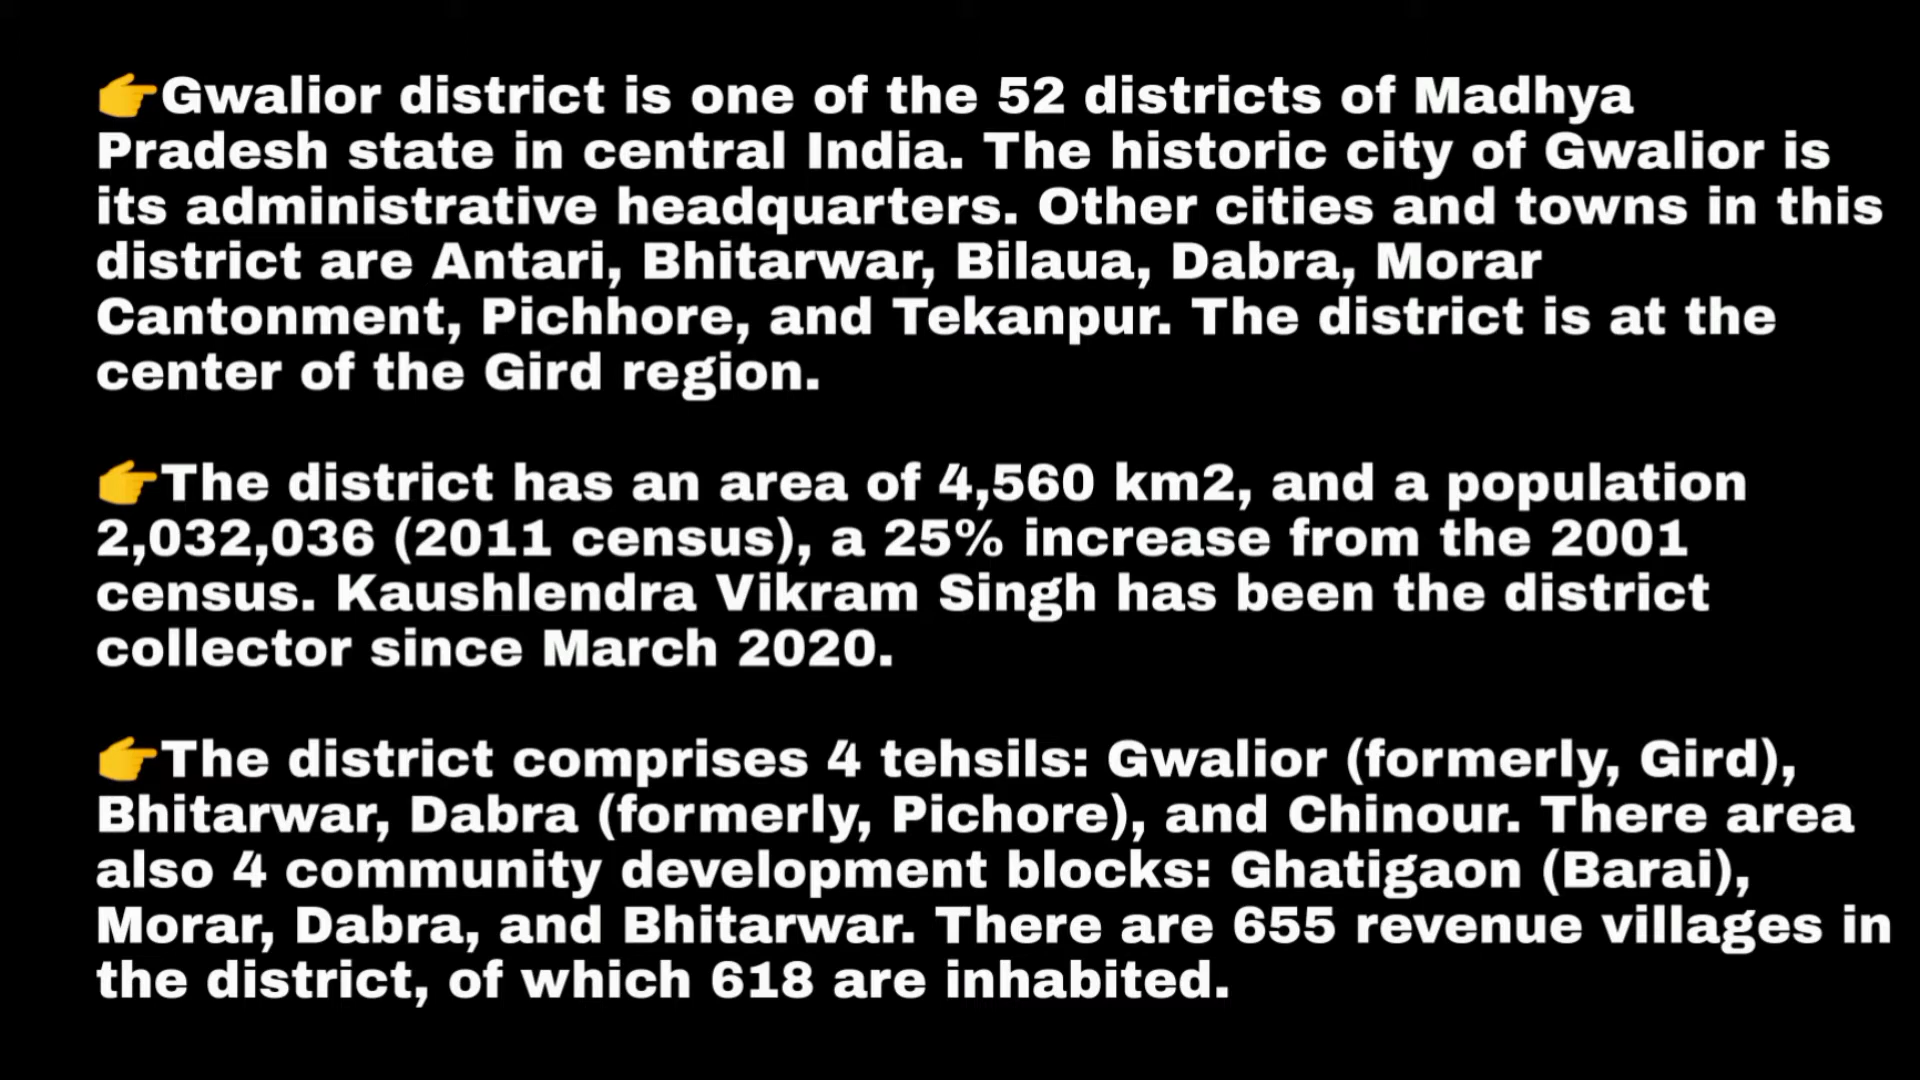 👉Gwalior district is one of the 52 districts of Madhya
Pradesh state in central India. The historic city of Gwalior is
its administrative headquarters. Other cities and towns in this
district are Antari, Bhitarwar, Bilaua, Dabra, Morar
Cantonment, Pichhore, and Tekanpur. The district is at the
center of the Gird region.
👉The district has an area of 4,560 km2, and a population
2,032,036 (2011 census), a 25% increase from the 2001
census. Kaushlendra Vikram Singh has been the district
collector since March 2020.
👉The district comprises 4 tehsils: Gwalior (formerly, Gird),
Bhitarwar, Dabra (formerly, Pichore), and Chinour. There area
also 4 community development blocks: Ghatigaon (Barai),
Morar, Dabra, and Bhitarwar. There are 655 revenue villages in
the district, of which 618 are inhabited.